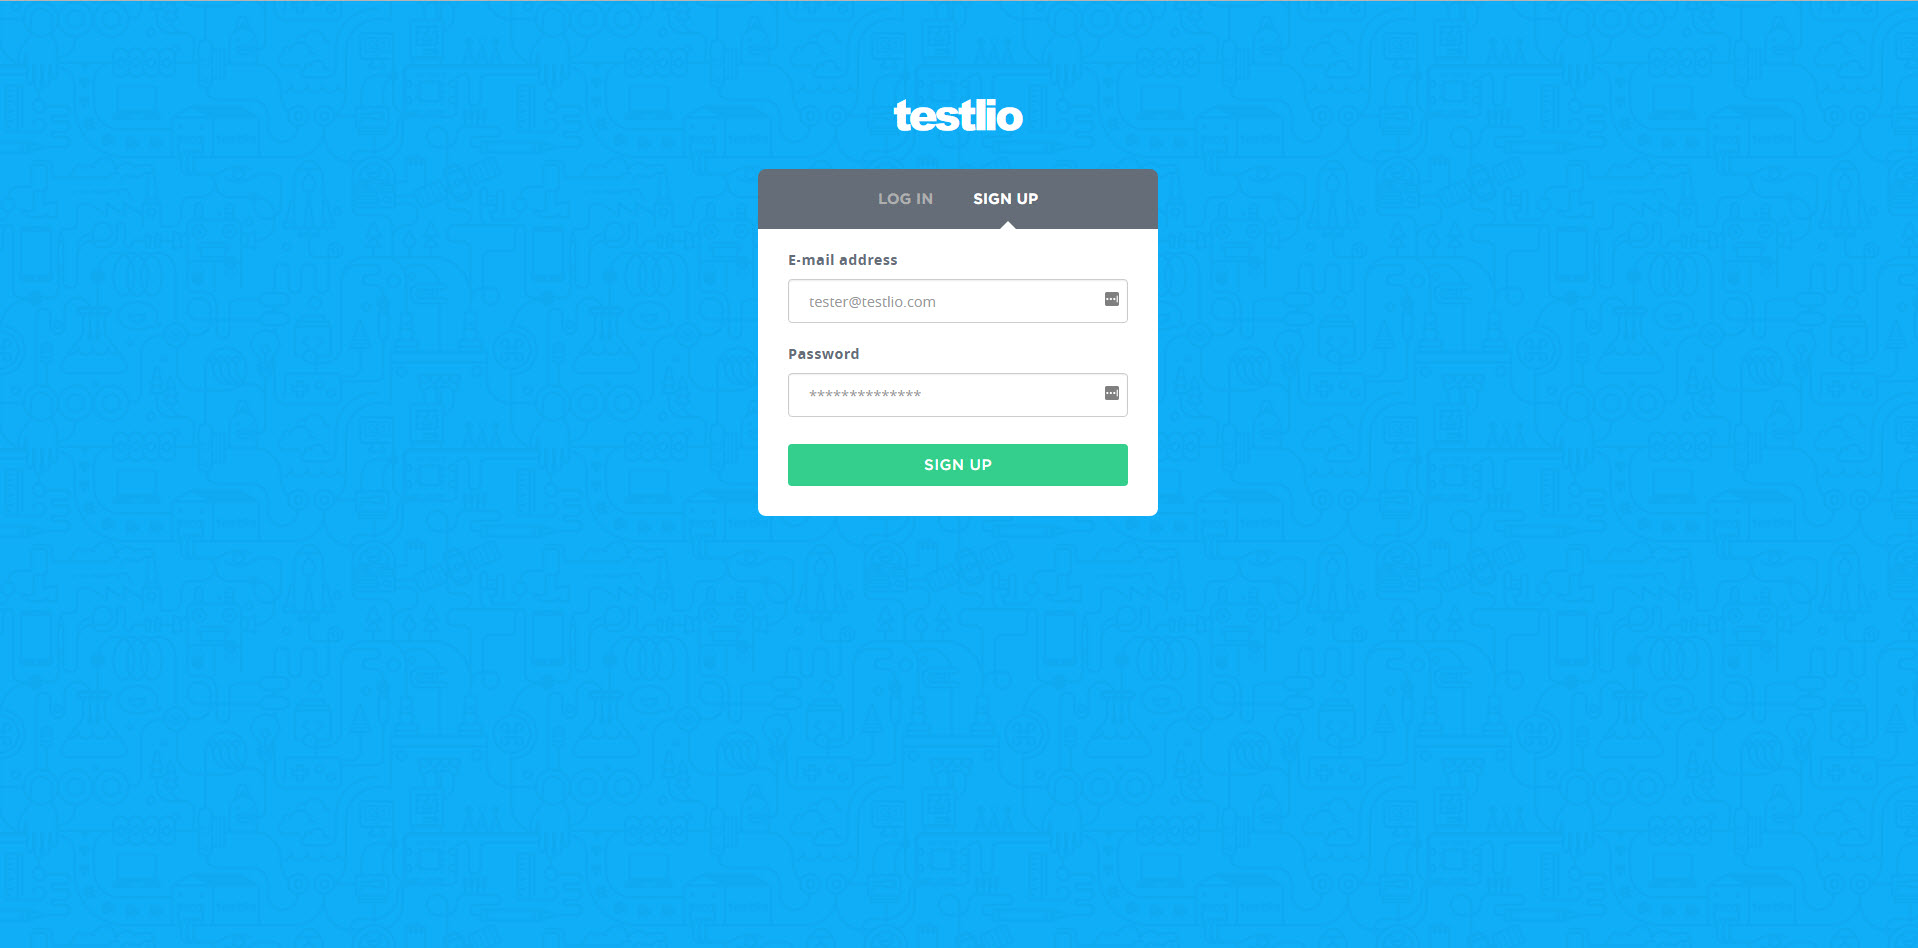 testlio
LOG IN SIGN UP
E-mail address
tester@testlio.com
Password
**************
SIGN UP